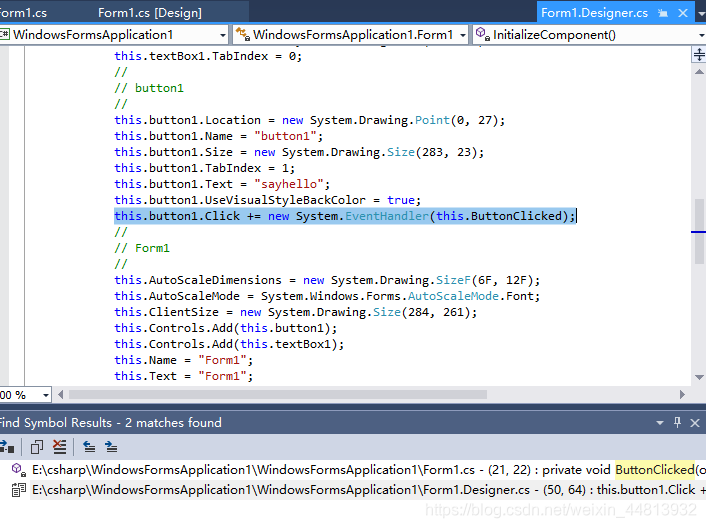 Form1.cs Form1.cs [Design] Form1.Designer.cs
WindowsFormsApplication1 WindowsFormsApplication1.Form1 InitializeComponent()
this.textBox1.TabIndex = 0;
//
// button1
//
this.button1.Location = new System.Drawing.Point(0, 27);
this.button1.Name = "button1";
this.button1.Size = new System.Drawing.Size(283, 23);
this.button1.TabIndex = 1;
this.button1.Text = "sayhello";
this.button1.UseVisualStyleBackColor = true;
this.button1.Click += new System.EventHandler(this.ButtonClicked);
//
// Form1
//
this.AutoScaleDimensions = new System.Drawing.SizeF(6F, 12F);
this.AutoScaleMode = System.Windows.Forms.AutoScaleMode.Font;
this.ClientSize = new System.Drawing.Size(284, 261);
this.Controls.Add(this.button1);
this.Controls.Add(this.textBox1);
this.Name = "Form1";
this.Text = "Form1";
00 %
Find Symbol Results - 2 matches found
E:\csharp\WindowsFormsApplication1\WindowsFormsApplication1\Form1.cs - (21, 22) : private void ButtonClicked(o
E:\csharp\WindowsFormsApplication1\WindowsFormsApplication1\Form1.Designer.cs - (50, 64) : this.button1.Click +
https://blog.csdn.net/weixin_44813932